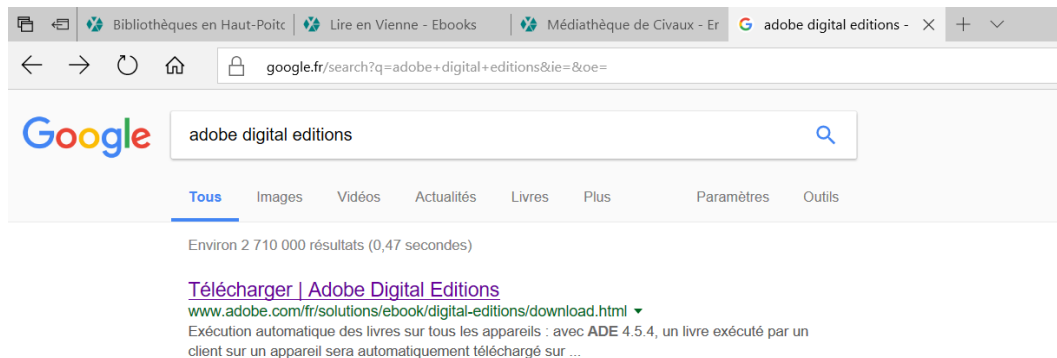 Bibliothèques en Haut-Poitc
Lire en Vienne - Ebooks
Médiathèque de Civaux - Er
adobe digital editions -
google.fr/search?q=adobe+digital+editions&ie=&oe=
Google
adobe digital editions
Tous Images Vidéos Actualités Livres Plus Paramètres Outils
Environ 2 710 000 résultats (0,47 secondes)
Télécharger | Adobe Digital Editions
www.adobe.com/fr/solutions/ebook/digital-editions/download.html
Exécution automatique des livres sur tous les appareils : avec ADE 4.5.4, un livre exécuté par un
client sur un appareil sera automatiquement téléchargé sur ...